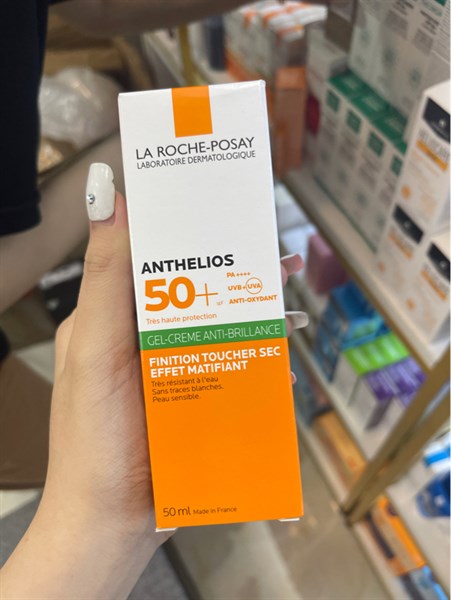 LA ROCHE-POSAY
LABORATOIRE DERMATOLOGIQUE
ANTHELIOS
50+
PA ++++
UVB+UVA
ANTI-OXYDANT
Très haute protection
GEL-CREME ANTI-BRILLANCE
FINITION TOUCHER SEC
EFFET MATIFIANT
Très résistant à l'eau
Sans traces blanches.
Peau sensible.
50 ml Made in France